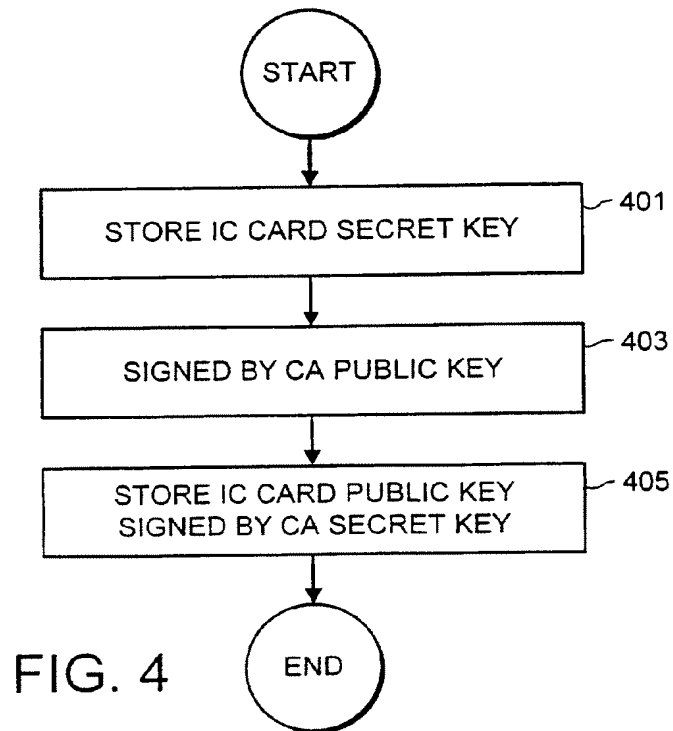 START
STORE IC CARD SECRET KEY
401
SIGNED BY CA PUBLIC KEY
403
STORE IC CARD PUBLIC KEY
SIGNED BY CA SECRET KEY
405
END
FIG. 4